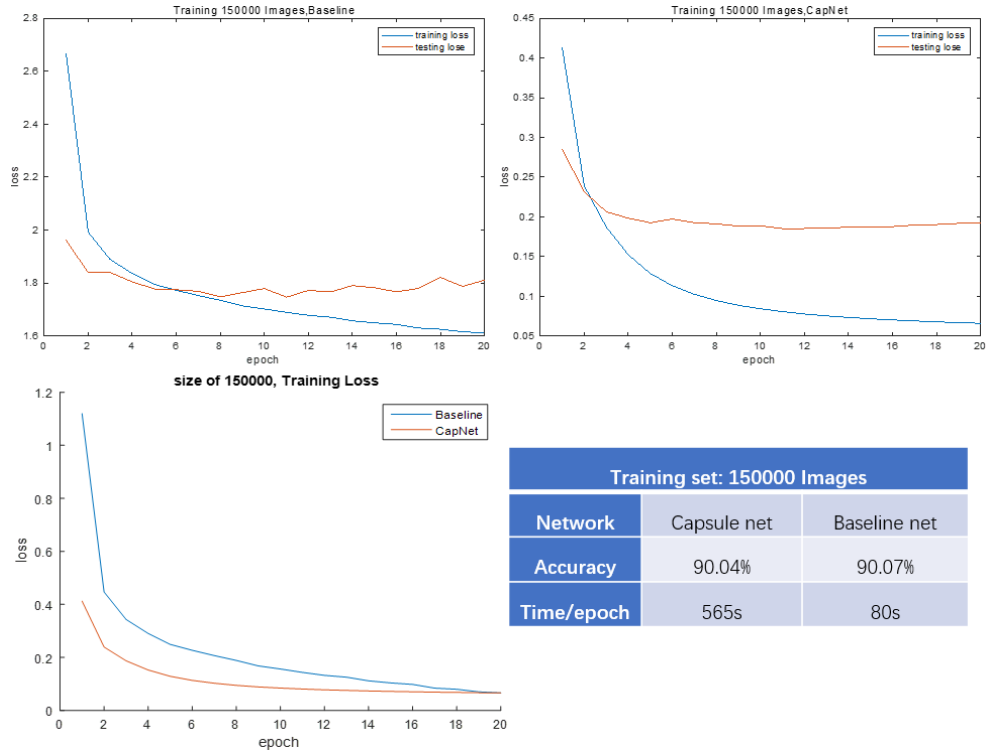 Training 150000 Images,Baseline
training loss
testing lose
2.8
2.6
2.4
2.2
2
1.8
1.6
loss
0 2 4 6 8 10 12 14 16 18 20
epoch
Training 150000 Images,CapNet
training loss
testing lose
0.45
0.4
0.35
0.3
0.25
0.2
0.15
0.1
0.05
loss
0 2 4 6 8 10 12 14 16 18 20
epoch
size of 150000, Training Loss
Baseline
CapNet
1.2
1
0.8
0.6
0.4
0.2
0
loss
0 2 4 6 8 10 12 14 16 18 20
epoch
Training set: 150000 Images
Network Capsule net Baseline net
Accuracy 90.04% 90.07%
Time/epoch 565s 80s